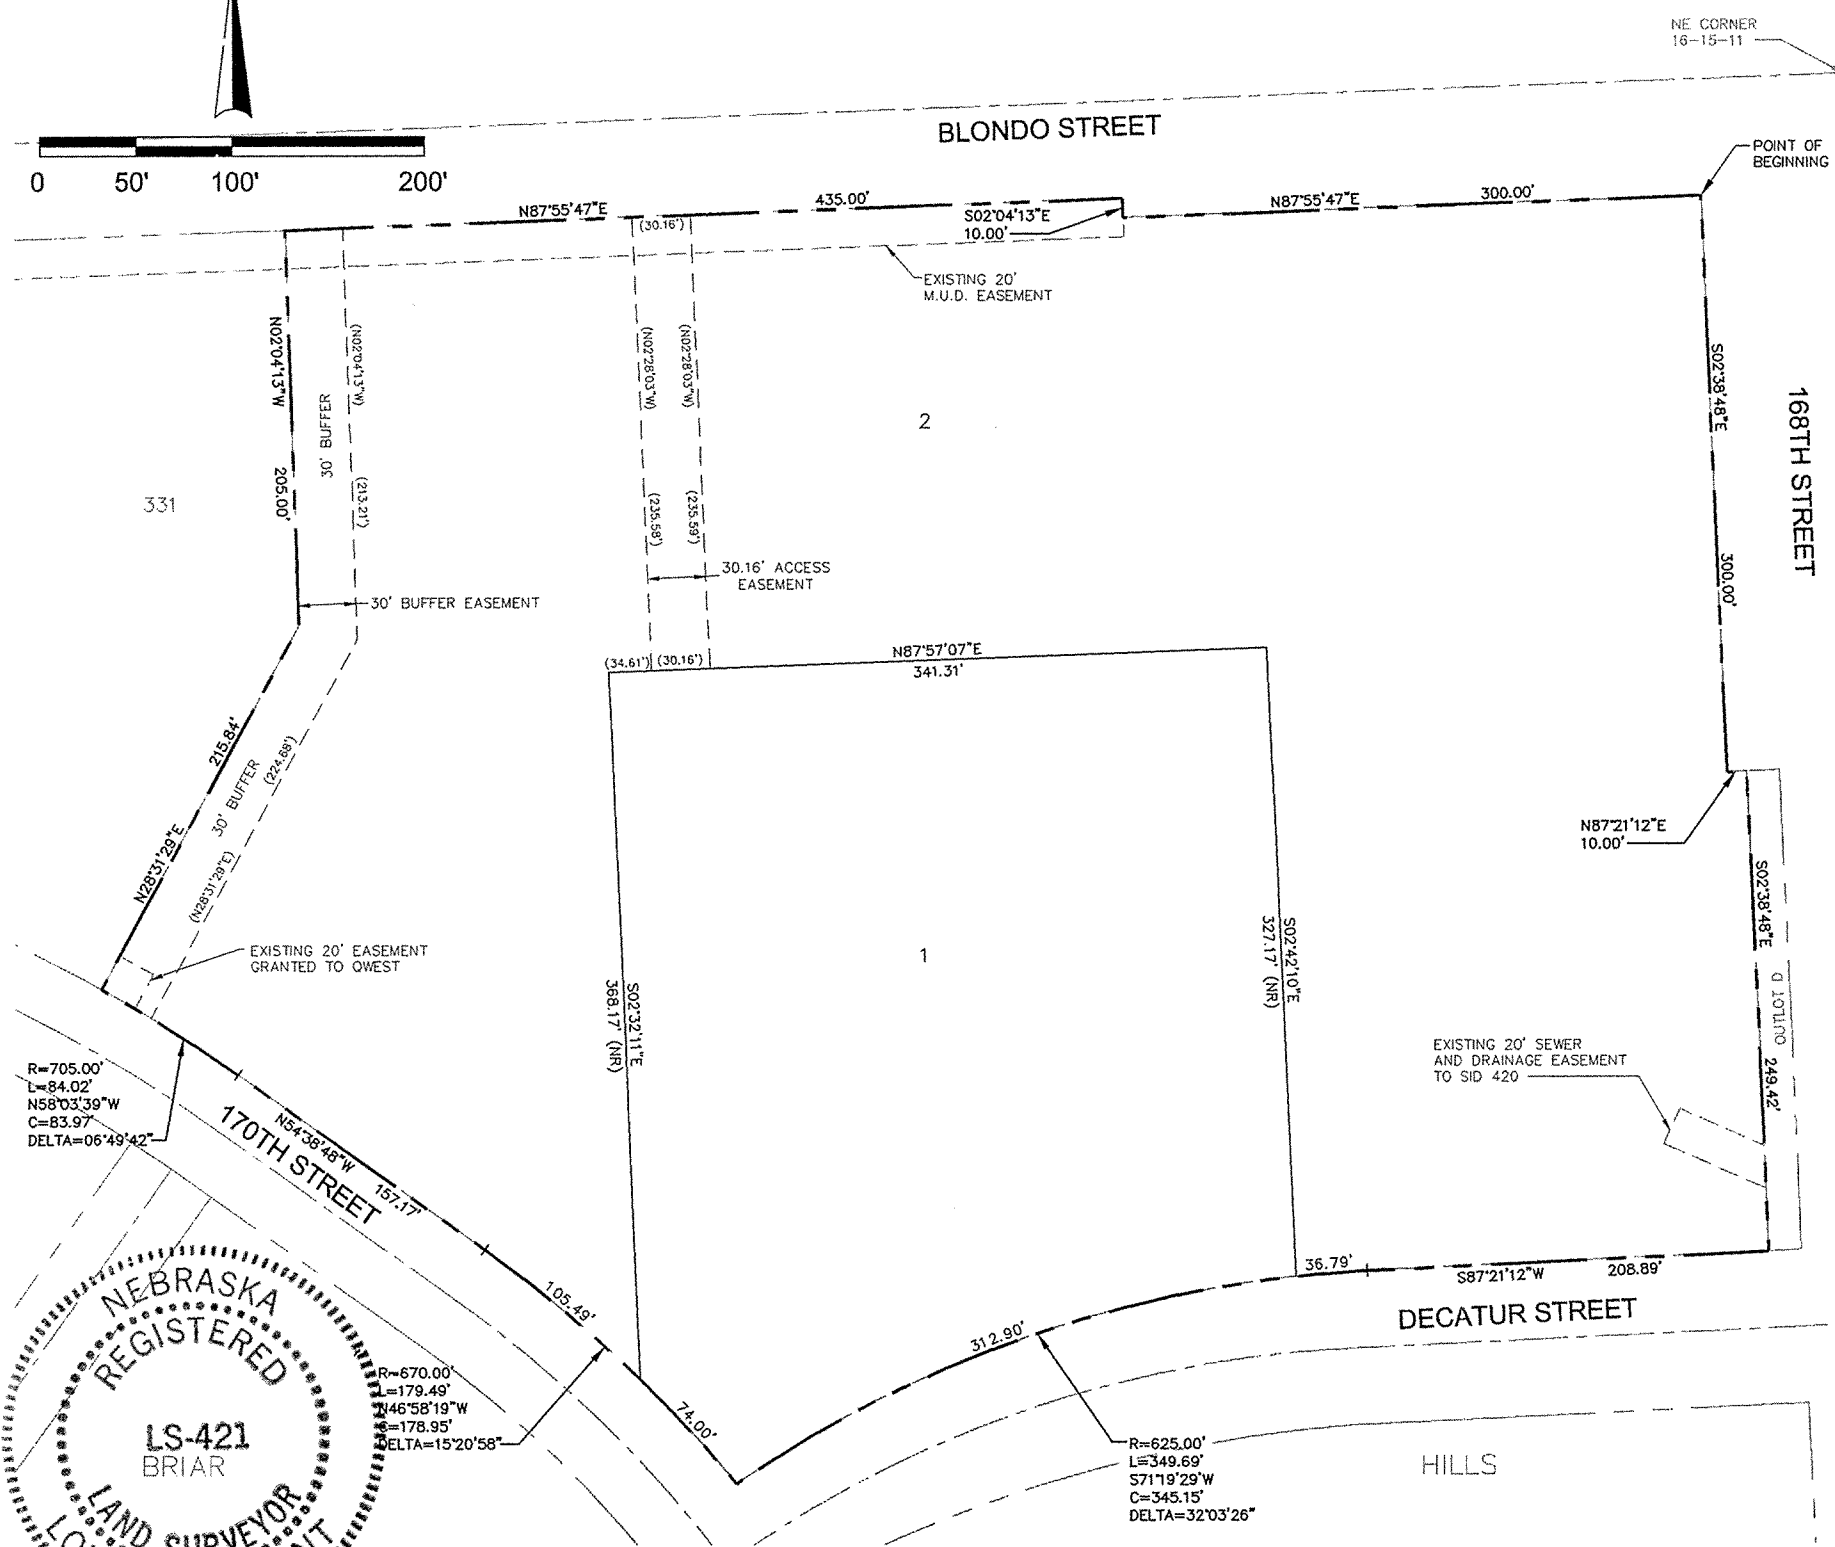 NE CORNER
16-15-11
BLONDO STREET
POINT OF
BEGINNING
0 50' 100' 200'
N87°55'47"E
435.00'
S02°04'13"E
10.00'
N87°55'47"E
300.00'
(30.16')
EXISTING 20'
M.U.D. EASEMENT
N02°04'13"W
205.00'
30' BUFFER
(N02°04'13"W)
(213.21')
(N02°28'03"W)
(235.58')
(N02°28'03"W)
(235.59')
2
S02°38'48"E
300.00'
168TH STREET
331
30.16' ACCESS
EASEMENT
30' BUFFER EASEMENT
(34.61')
(30.16')
N87°57'07"E
341.31'
215.84'
N28°31'29"E
30' BUFFER
(224.68')
(N28°31'29"E)
N87°21'12"E
10.00'
S02°38'48"E
249.42'
OUTLOT D
EXISTING 20' EASEMENT
GRANTED TO QWEST
1
S02°32'11"E
368.17' (NR)
S02°42'10"E
327.17' (NR)
EXISTING 20' SEWER
AND DRAINAGE EASEMENT
TO SID 420
R=705.00'
L=84.02'
N58°03'39"W
C=83.97'
DELTA=06°49'42"
170TH STREET
N54°38'48"W
157.17'
105.49'
74.00'
312.90'
36.79'
S87°21'12"W
208.89'
DECATUR STREET
R=670.00'
L=179.49'
N46°58'19"W
C=178.95'
DELTA=15°20'58"
R=625.00'
L=349.69'
S71°19'29"W
C=345.15'
DELTA=32°03'26"
HILLS
NEBRASKA
REGISTERED
LS-421
BRIAR
LAND SURVEYOR